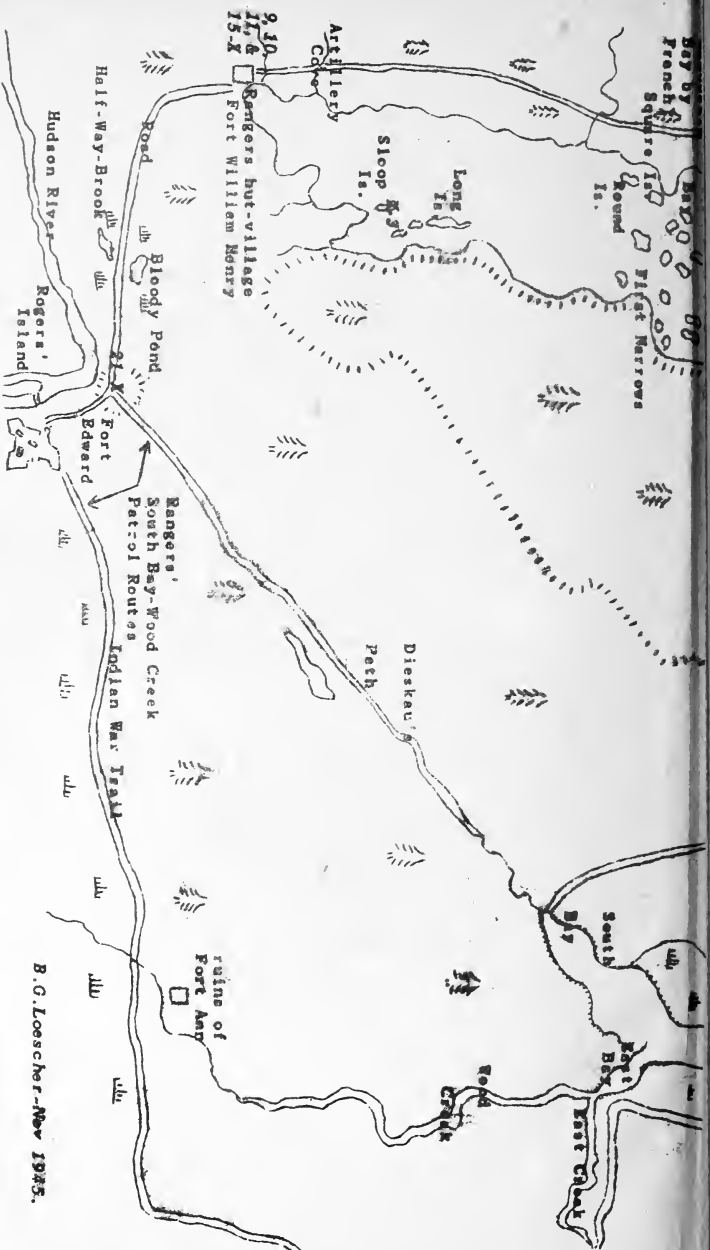 Bay by
French
Square Is.
Bay
Round
Is.
First Narrows
Artillery
Cove
9, 10
11, &
15-X
Long
Is.
Sloop
Is.
Rangers hut-village
Fort William Henry
Road
Half-Way-Brook
Bloody Pond
Hudson River
Rogers'
Island
21 X
Fort
Edward
Rangers'
South Bay-Wood Creek
Patrol Routes
Indian War Trail
Dieskau's
Path
South
Bay
East
Bay
East Creek
Wood
Creek
ruins of
Fort Ann
B.G.Loescher-Nov 1945.